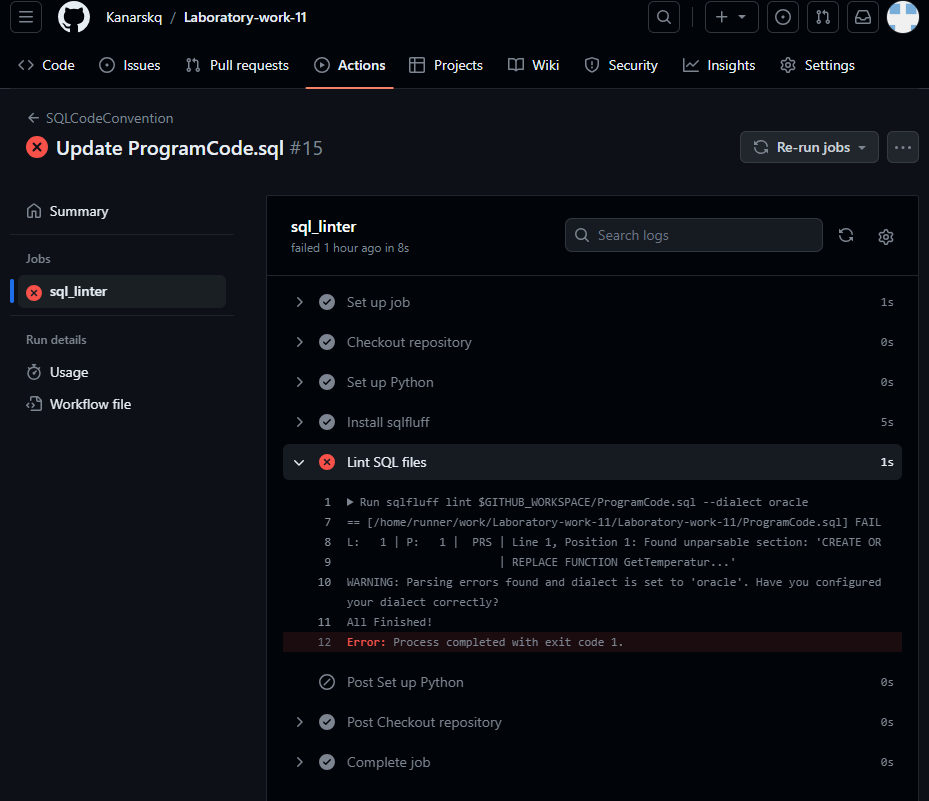 Kanarskq / Laboratory-work-11
Code Issues Pull requests Actions Projects Wiki Security Insights Settings
SQLCodeConvention
Update ProgramCode.sql #15
Re-run jobs
Summary
Jobs
sql_linter
Run details
Usage
Workflow file
sql_linter
failed 1 hour ago in 8s
Search logs
Set up job 1s
Checkout repository 0s
Set up Python 0s
Install sqlfluff 5s
Lint SQL files 1s
1 Run sqlfluff lint $GITHUB_WORKSPACE/ProgramCode.sql --dialect oracle
7 == [/home/runner/work/Laboratory-work-11/Laboratory-work-11/ProgramCode.sql] FAIL
8 L: 1 | P: 1 | PRS | Line 1, Position 1: Found unparsable section: 'CREATE OR
9 | REPLACE FUNCTION GetTemperatur...'
10 WARNING: Parsing errors found and dialect is set to 'oracle'. Have you configured
your dialect correctly?
11 All Finished!
12 Error: Process completed with exit code 1.
Post Set up Python 0s
Post Checkout repository 0s
Complete job 0s